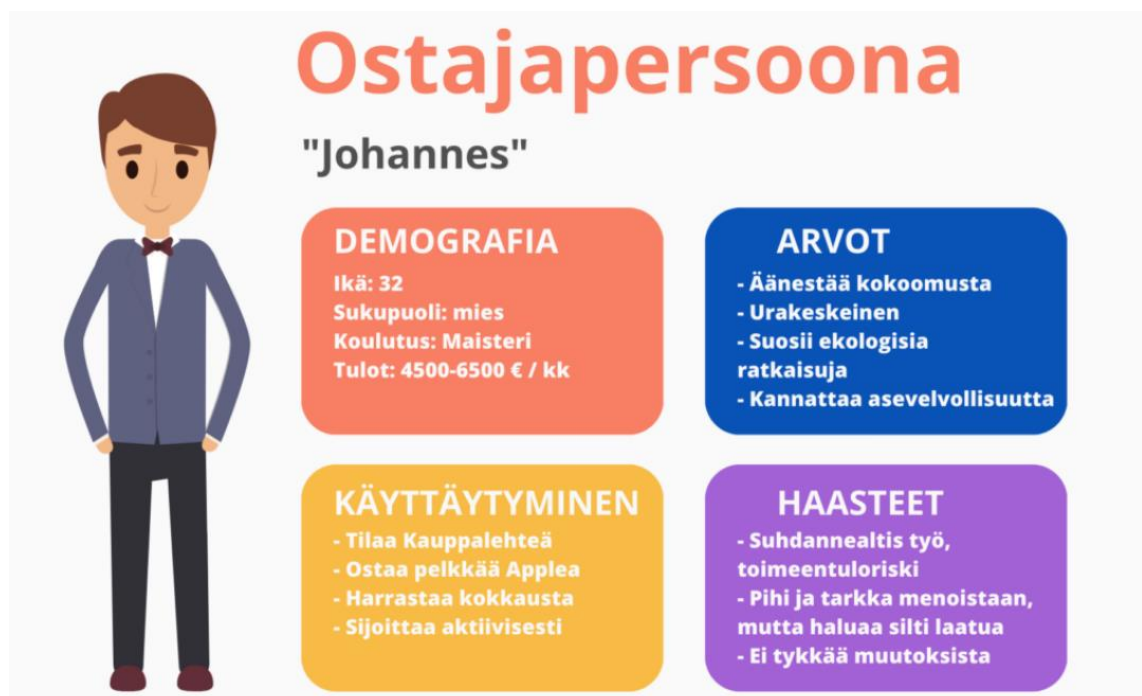 Ostajapersoona
"Johannes"
DEMOGRAFIA
Ikä: 32
Sukupuoli: mies
Koulutus: Maisteri
Tulot: 4500-6500 € / kk
ARVOT
- Äänestää kokoomusta
- Urakeskeinen
- Suosii ekologisia
ratkaisuja
- Kannattaa asevelvollisuutta
KÄYTTÄYTYMINEN
- Tilaa Kauppalehteä
- Ostaa pelkkää Applea
- Harrastaa kokkausta
- Sijoittaa aktiivisesti
HAASTEET
- Suhdannealtis työ,
toimeentuloriski
- Pihi ja tarkka menoistaan,
mutta haluaa silti laatua
- Ei tykkää muutoksista